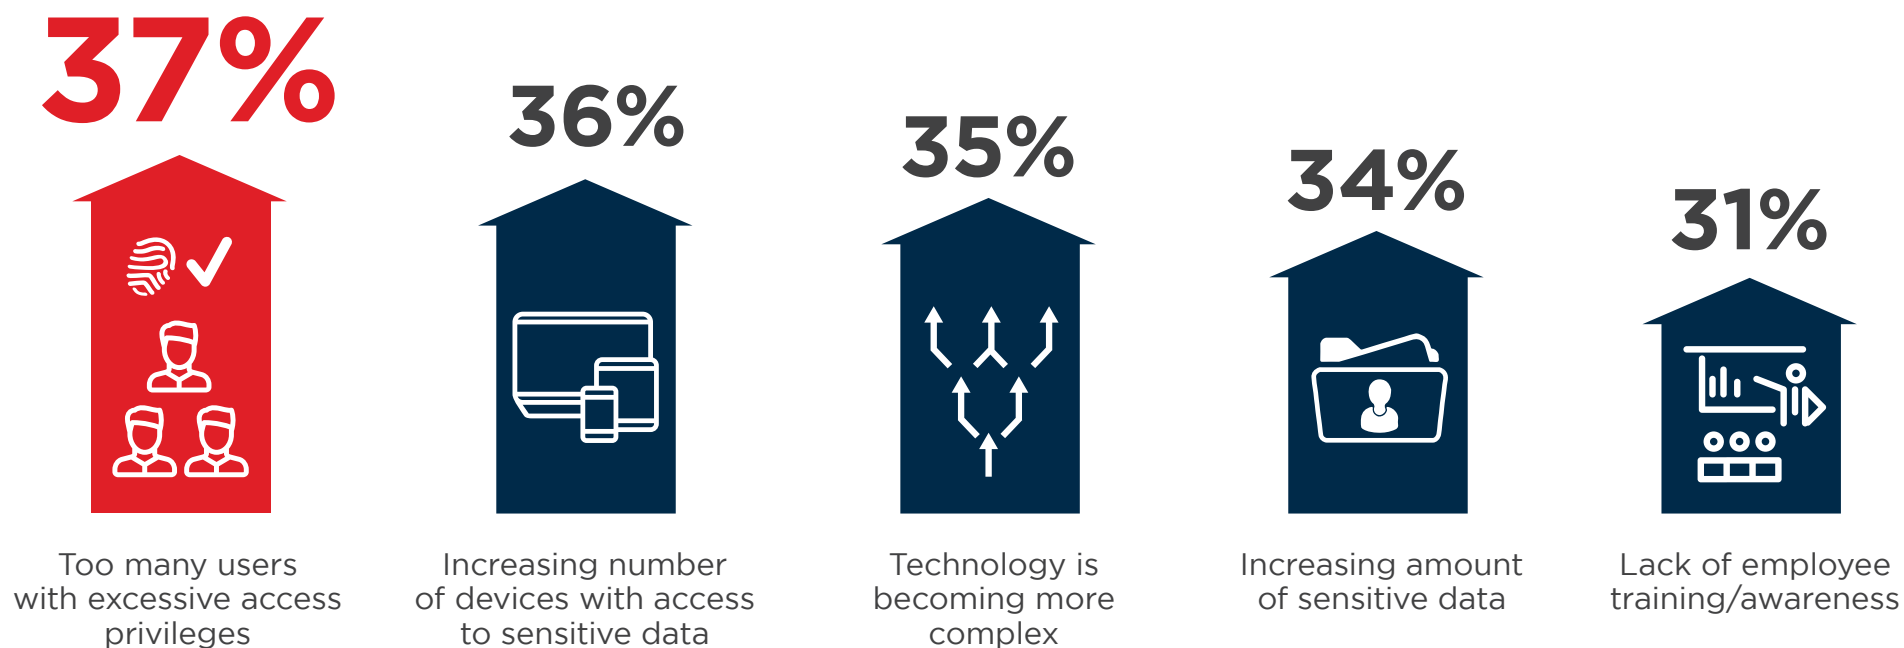 37%
36%
35%
34%
31%
Too many users
with excessive access
privileges
Increasing number
of devices with access
to sensitive data
Technology is
becoming more
complex
Increasing amount
of sensitive data
Lack of employee
training/awareness